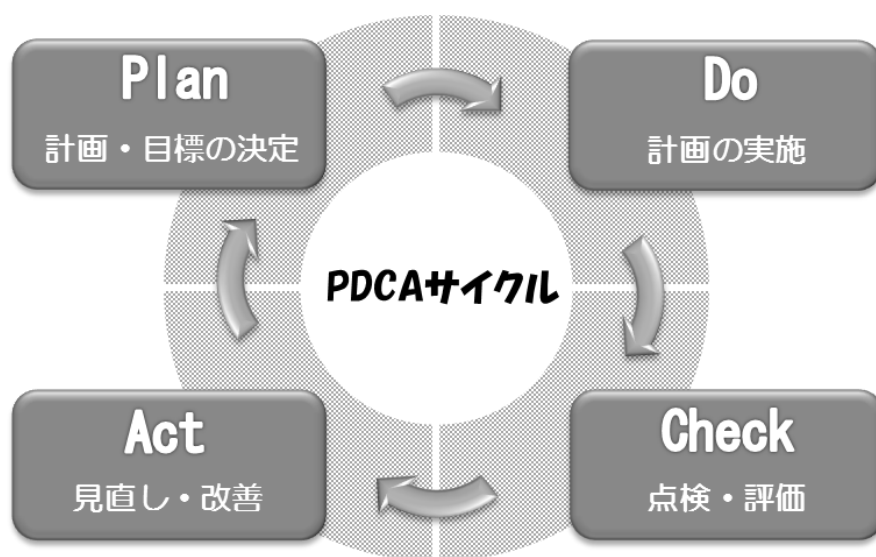 Plan
計画・目標の決定
Do
計画の実施
PDCAサイクル
Act
見直し・改善
Check
点検・評価